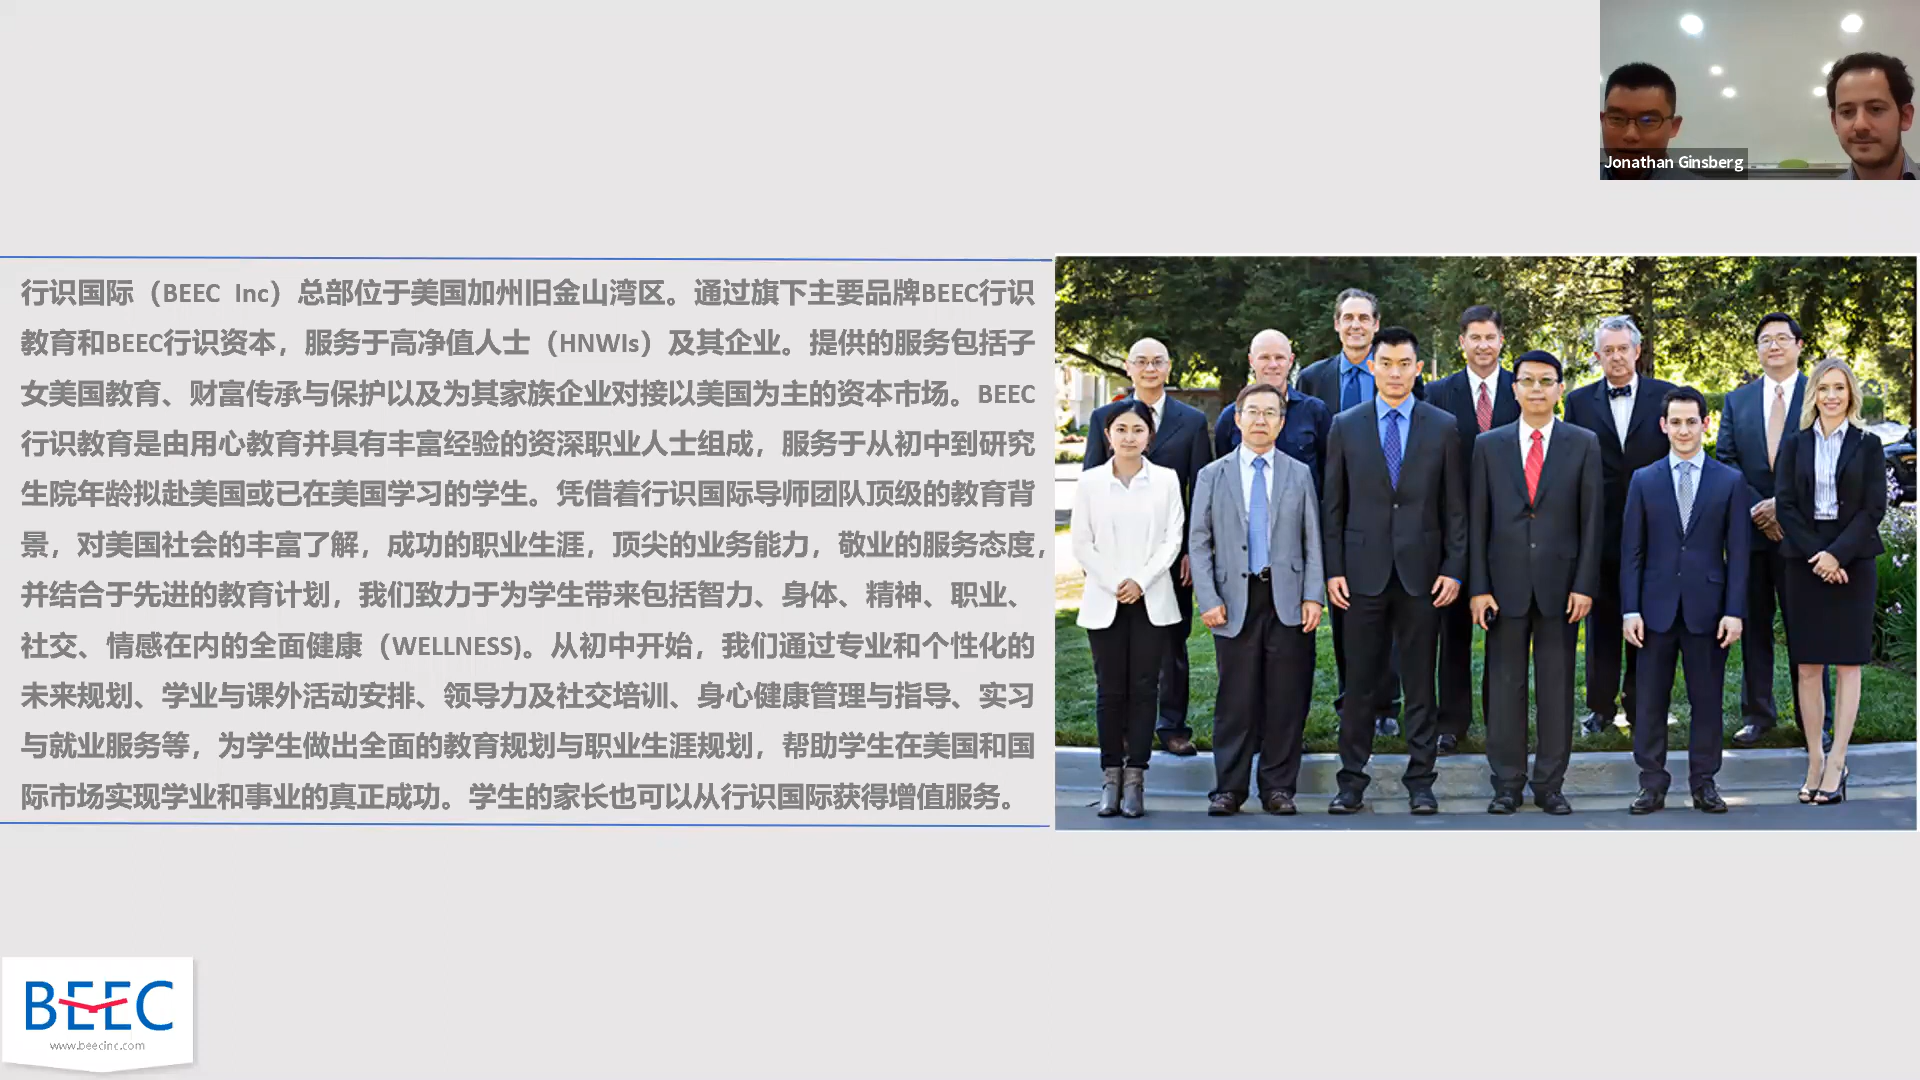 Jonathan Ginsberg
行识国际（BEEC Inc）总部位于美国加州旧金山湾区。通过旗下主要品牌BEEC行识
教育和BEEC行识资本，服务于高净值人士（HNWIs）及其企业。提供的服务包括子
女美国教育、财富传承与保护以及为其家族企业对接以美国为主的资本市场。BEEC
行识教育是由用心教育并具有丰富经验的资深职业人士组成，服务于从初中到研究
生院年龄拟赴美国或已在美国学习的学生。凭借着行识国际导师团队顶级的教育背
景，对美国社会的丰富了解，成功的职业生涯，顶尖的业务能力，敬业的服务态度，
并结合于先进的教育计划，我们致力于为学生带来包括智力、身体、精神、职业、
社交、情感在内的全面健康（WELLNESS)。从初中开始，我们通过专业和个性化的
未来规划、学业与课外活动安排、领导力及社交培训、身心健康管理与指导、实习
与就业服务等，为学生做出全面的教育规划与职业生涯规划，帮助学生在美国和国
际市场实现学业和事业的真正成功。学生的家长也可以从行识国际获得增值服务。
BEEC
www.beecinc.com